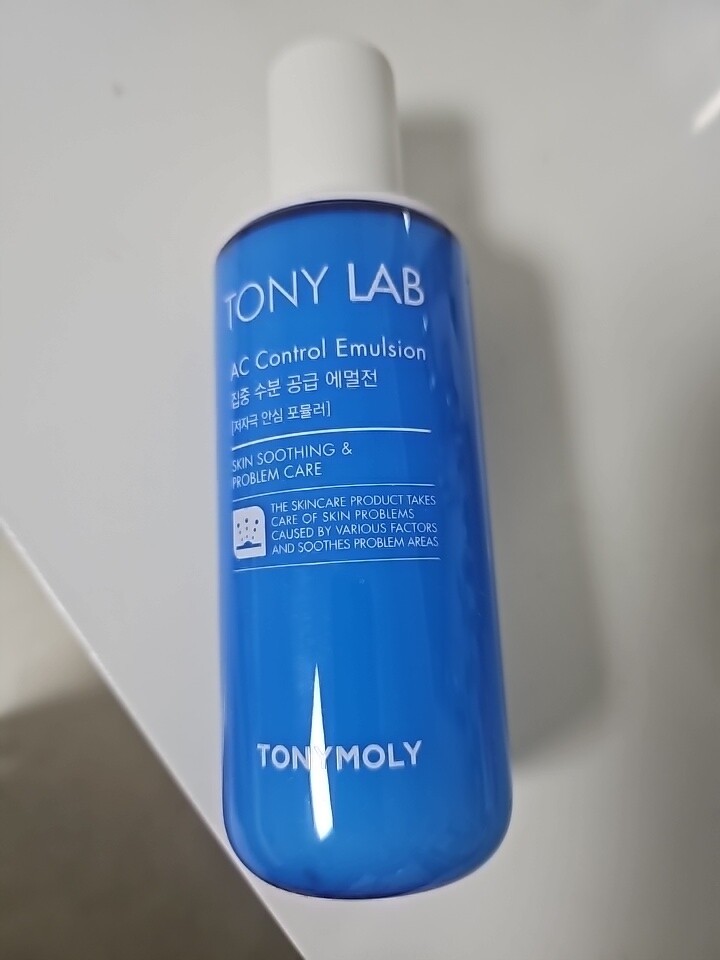 TONY LAB
AC Control Emulsion
집중 수분 공급 에멀전
[저자극 안심 포뮬러]
SKIN SOOTHING &
PROBLEM CARE
THE SKINCARE PRODUCT TAKES
CARE OF SKIN PROBLEMS
CAUSED BY VARIOUS FACTORS
AND SOOTHES PROBLEM AREAS
TONYMOLY